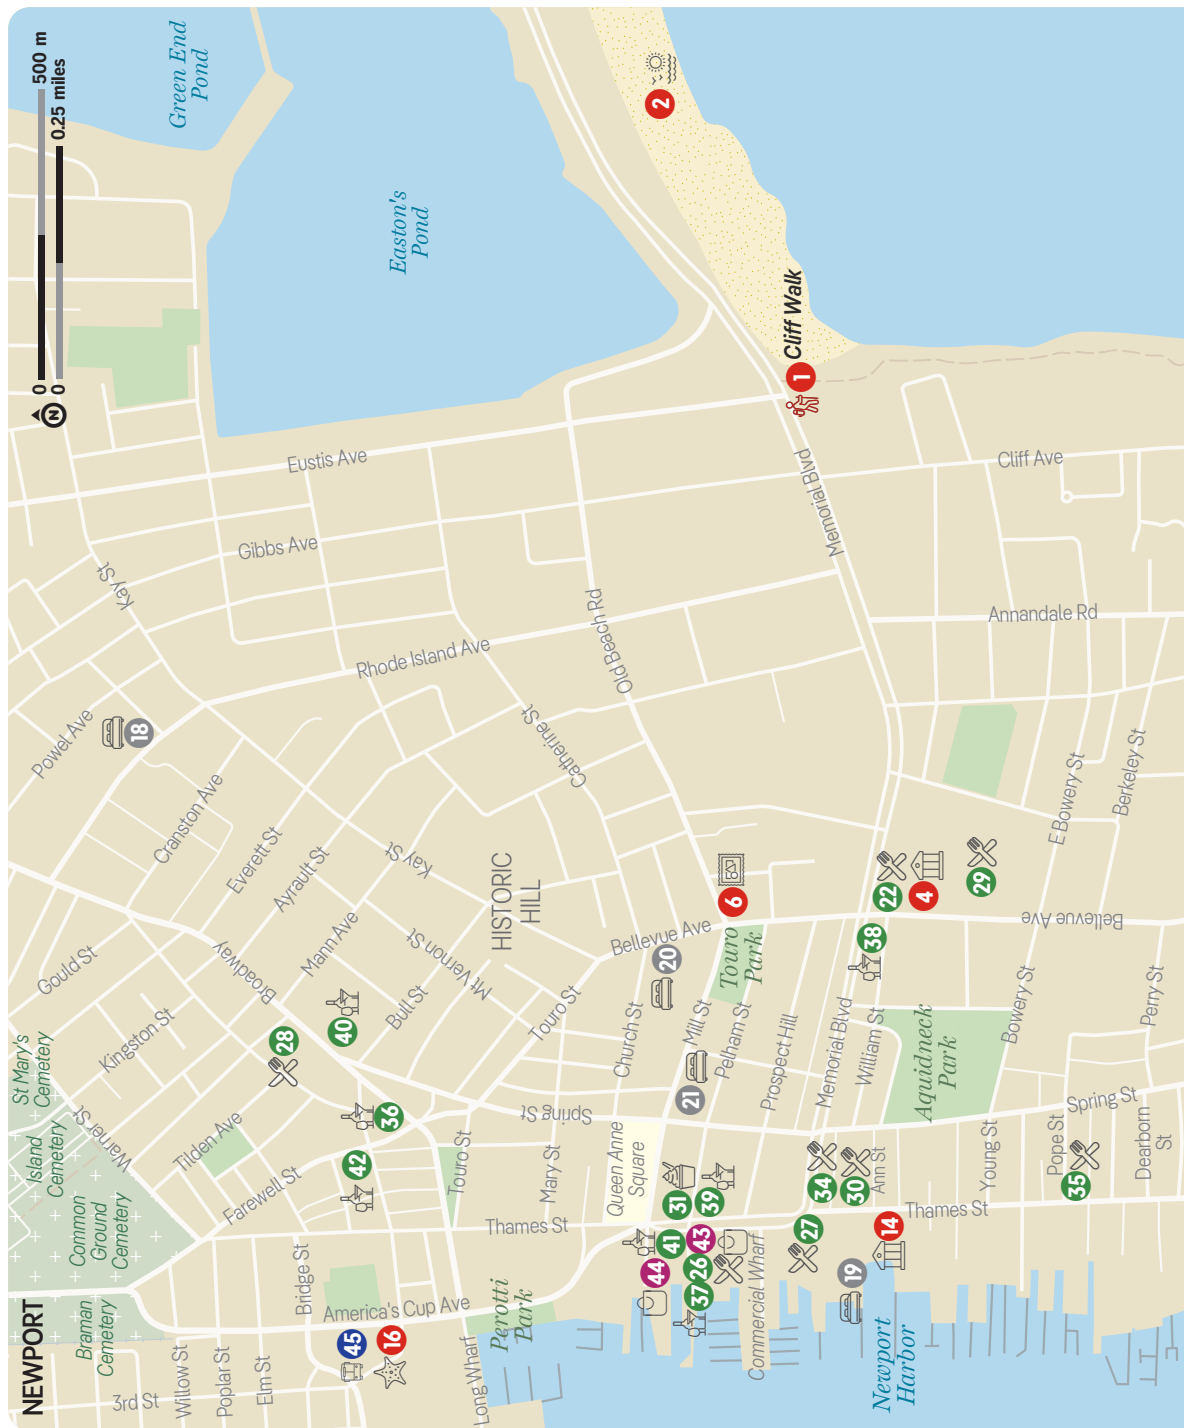 NEWPORT
0
500 m
0
0.25 miles
N
Green End
Pond
Easton's
Pond
2
1
Cliff Walk
Eustis Ave
Cliff Ave
Gibbs Ave
Kay St
Memorial Blvd
Old Beach Rd
Annandale Rd
Rhode Island Ave
Powel Ave
18
Catherine St
Cranston Ave
Everett St
Ayrault St
Kay St
HISTORIC
HILL
E Bowery St
Berkeley St
6
22
4
29
Gould St
Broadway
Mann Ave
Mt Vernon St
Bellevue Ave
Bellevue Ave
20
Touro
Park
38
Kingston St
28
40
Bull St
Touro St
Church St
Mill St
Pelham St
Prospect Hill
Memorial Blvd
William St
Aquidneck
Park
Bowery St
Perry St
St Mary's
Cemetery
Island
Cemetery
Warner St
Tilden Ave
36
21
Spring St
Spring St
Common
Ground
Cemetery
Farewell St
42
Touro St
Mary St
Queen Anne
Square
31
39
34
30
Ann St
Young St
Pope St
35
Dearborn
St
Braman
Cemetery
Bridge St
America's Cup Ave
Thames St
Thames St
41
43
44
26
37
27
14
19
Commercial Wharf
Perotti
Park
Long Wharf
45
16
3rd St
Willow St
Poplar St
Elm St
Newport
Harbor